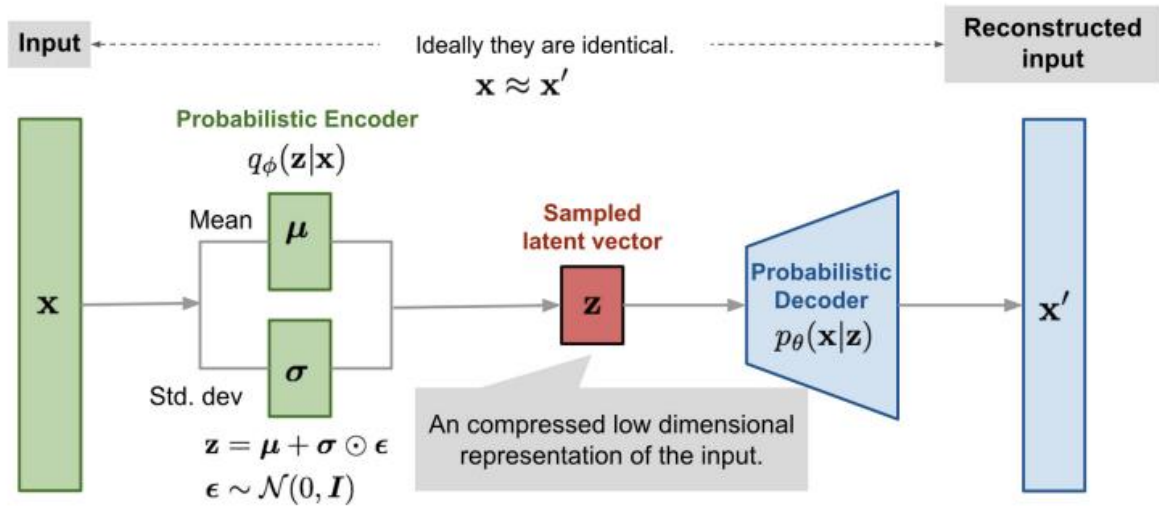 Input
Ideally they are identical.
x ≈ x′
Reconstructed
input
Probabilistic Encoder
qϕ(z|x)
Mean
μ
Sampled
latent vector
x
z
Probabilistic
Decoder
pθ(x|z)
x′
σ
Std. dev
z = μ + σ ⊙ ϵ
ϵ ∼ 𝒩(0, I)
An compressed low dimensional
representation of the input.